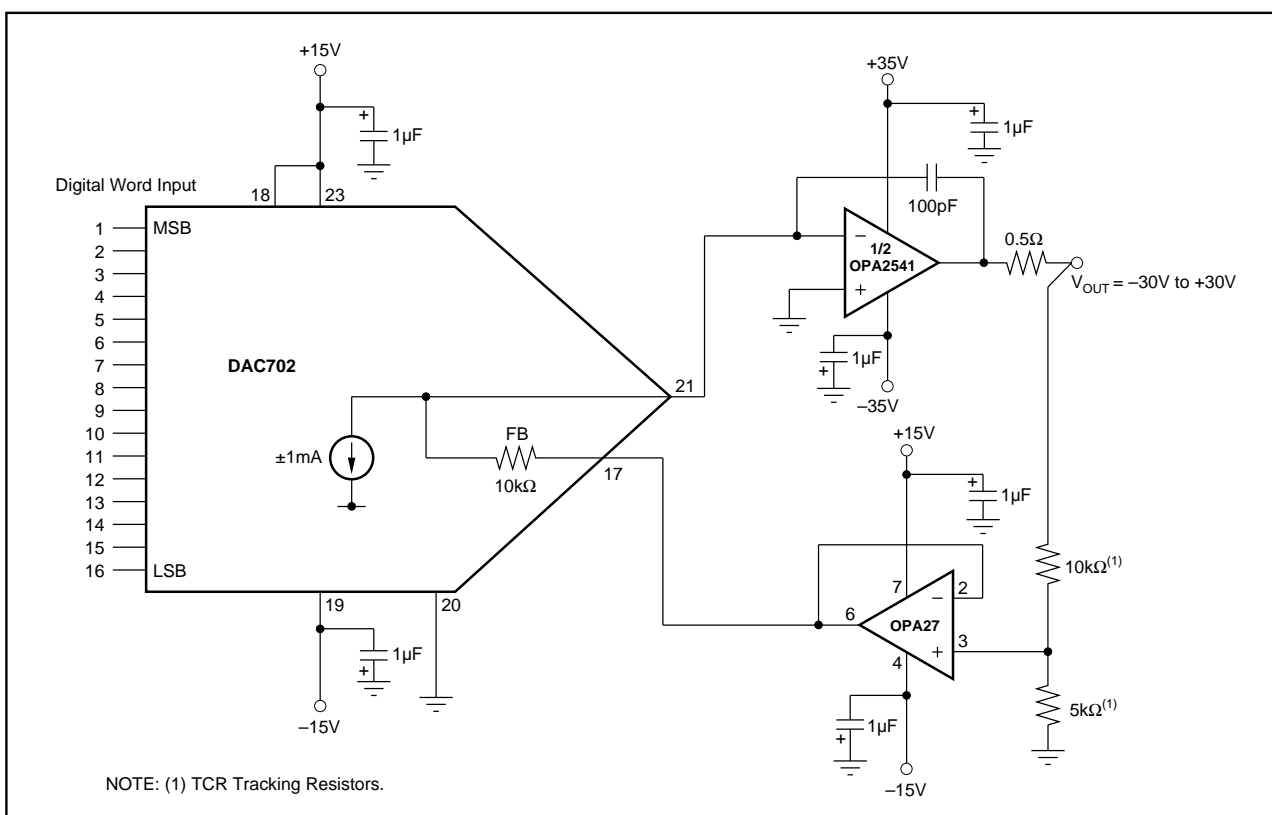 +15V
+
1µF
Digital Word Input
18
23
1
MSB
2
3
4
5
6
7
8
9
10
11
12
13
14
15
16
LSB
DAC702
±1mA
FB
10kΩ
21
17
19
20
+
1µF
–15V
+35V
+
1µF
100pF
–
1/2
OPA2541
+
0.5Ω
VOUT = –30V to +30V
1µF
+
–35V
+15V
+
1µF
7
2
–
6
OPA27
+
3
4
10kΩ(1)
5kΩ(1)
1µF
+
–15V
NOTE: (1) TCR Tracking Resistors.